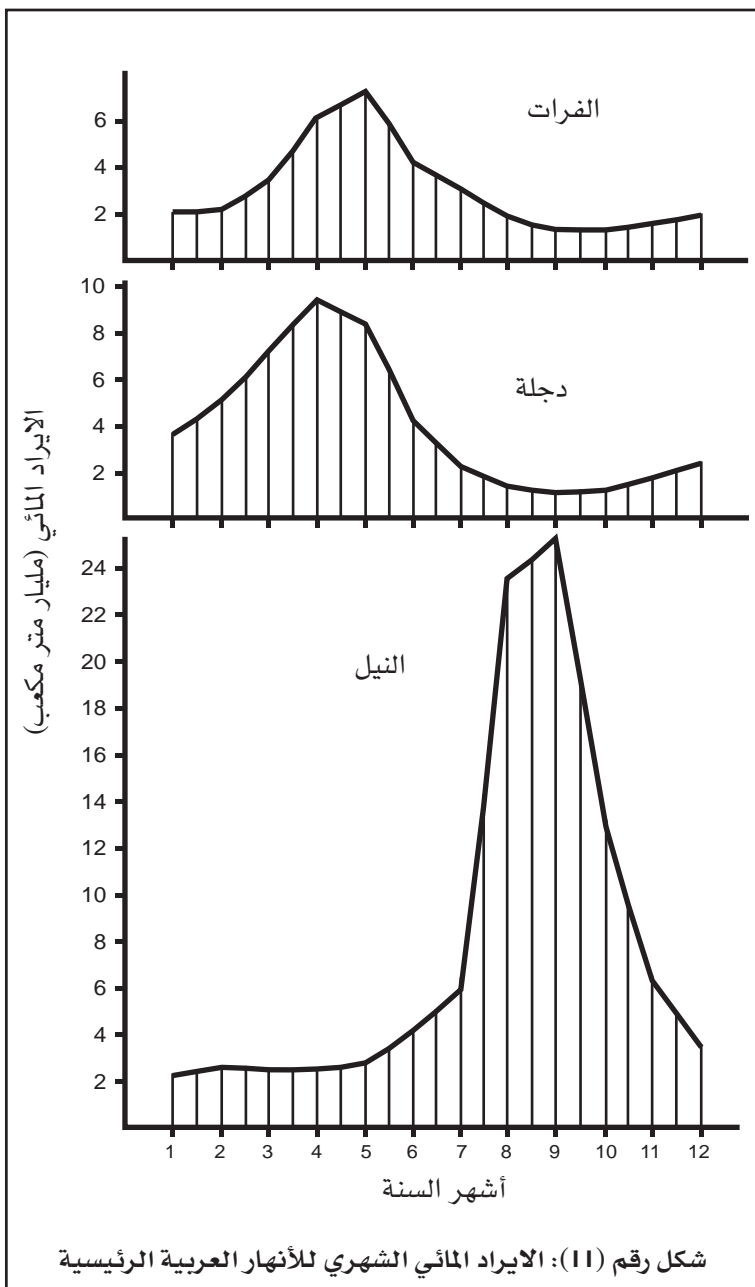 الفرات
6
4
2
10
8
6
4
2
دجلة
الايراد المائي (مليار متر مكعب)
24
22
20
18
16
14
12
10
8
6
4
2
النيل
1 2 3 4 5 6 7 8 9 10 11 12
أشهر السنة
شكل رقم (11): الايراد المائي الشهري للأنهار العربية الرئيسية